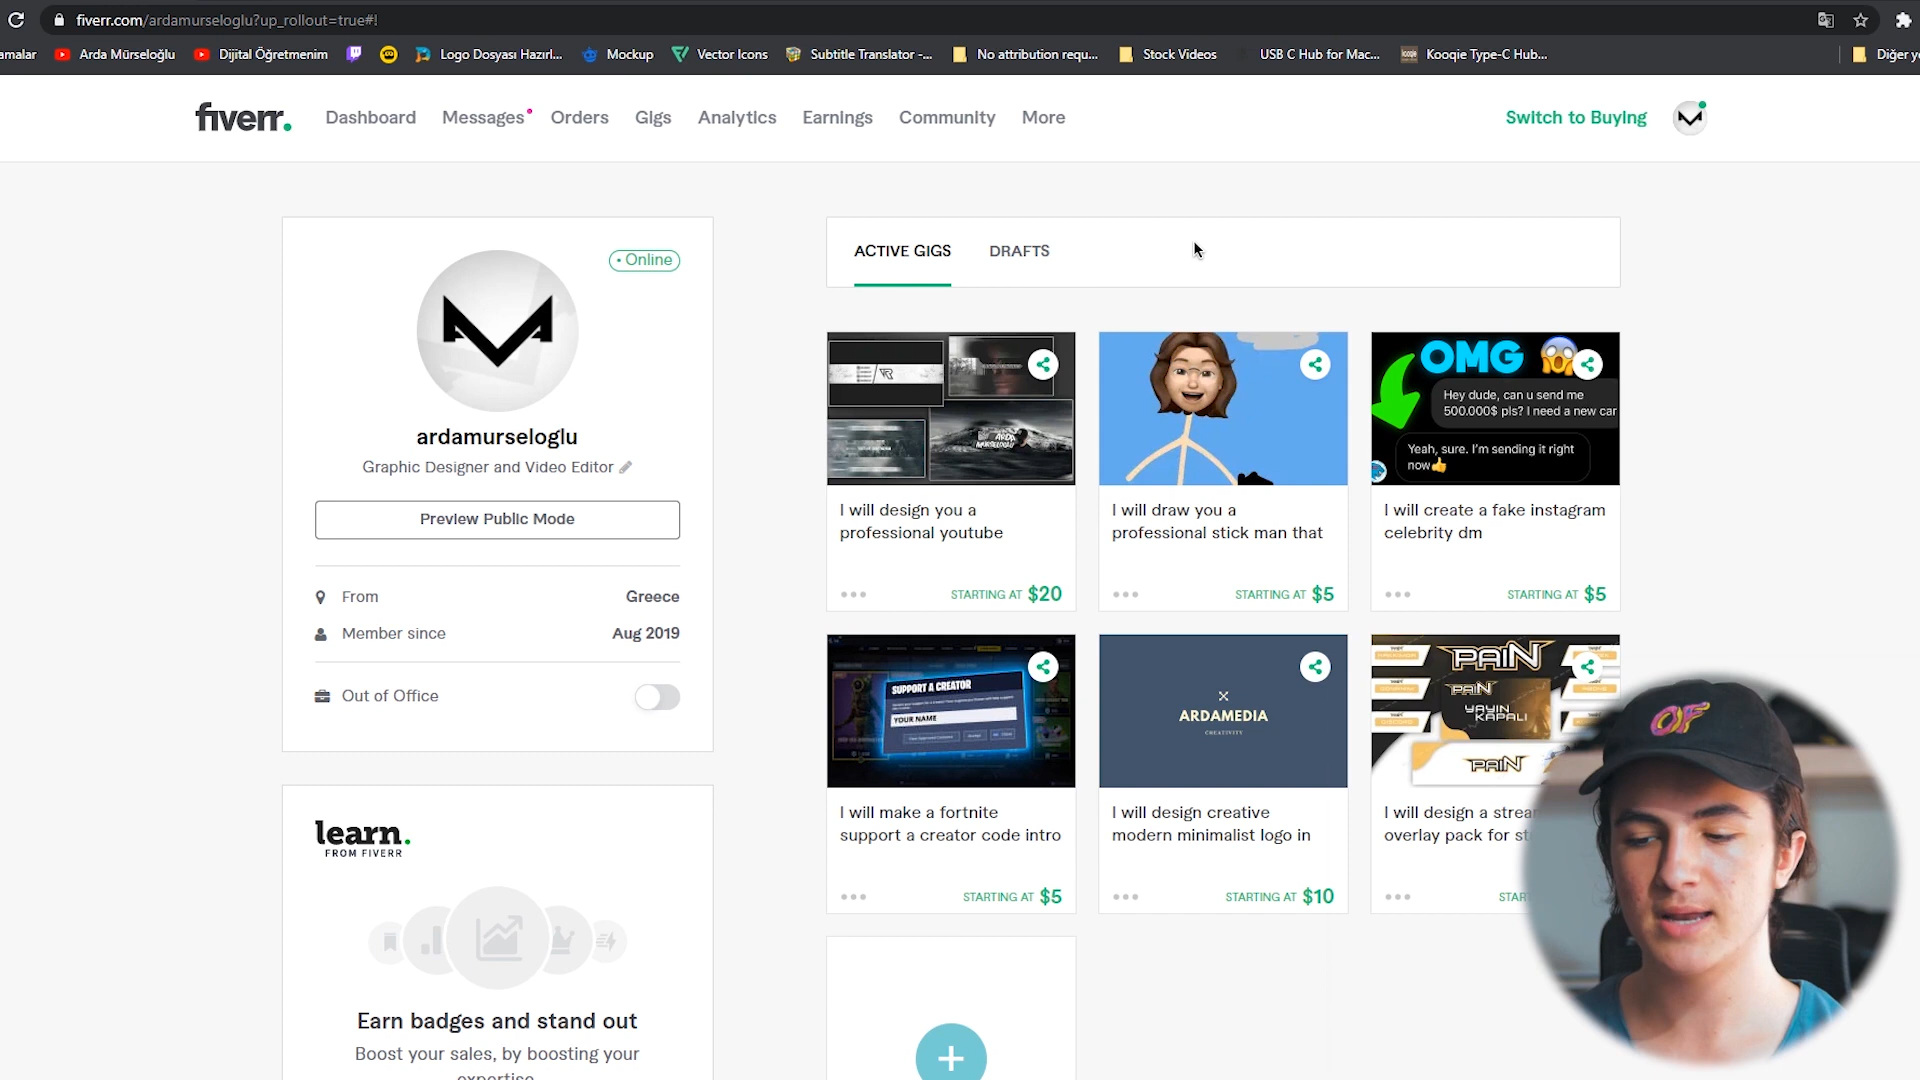 fiverr.com/ardamurseloglu?up_rollout=true#!
amalar
Arda Mürseloğlu
Dijital Öğretmenim
Logo Dosyası Hazırl...
Mockup
Vector Icons
Subtitle Translator -...
No attribution requ...
Stock Videos
USB C Hub for Mac...
Kooqie Type-C Hub...
Diğer ye
fiverr.
Dashboard
Messages
Orders
Gigs
Analytics
Earnings
Community
More
Switch to Buying
• Online
ardamurseloglu
Graphic Designer and Video Editor
Preview Public Mode
From Greece
Member since Aug 2019
Out of Office
learn.
FROM FIVERR
Earn badges and stand out
Boost your sales, by boosting your
expertise
ACTIVE GIGS
DRAFTS
ARDA
MURSELOGLU
I will design you a
professional youtube
STARTING AT $20
I will draw you a
professional stick man that
STARTING AT $5
OMG
Hey dude, can u send me
500.000$ pls? I need a new car
Yeah, sure. I'm sending it right
now👍
I will create a fake instagram
celebrity dm
STARTING AT $5
SUPPORT A CREATOR
YOUR NAME
I will make a fortnite
support a creator code intro
STARTING AT $5
ARDAMEDIA
CREATIVITY
I will design creative
modern minimalist logo in
STARTING AT $10
PAIN
PAIN
YAYIN
KAPALI
PAIN
I will design a strea
overlay pack for st
STAR
OF